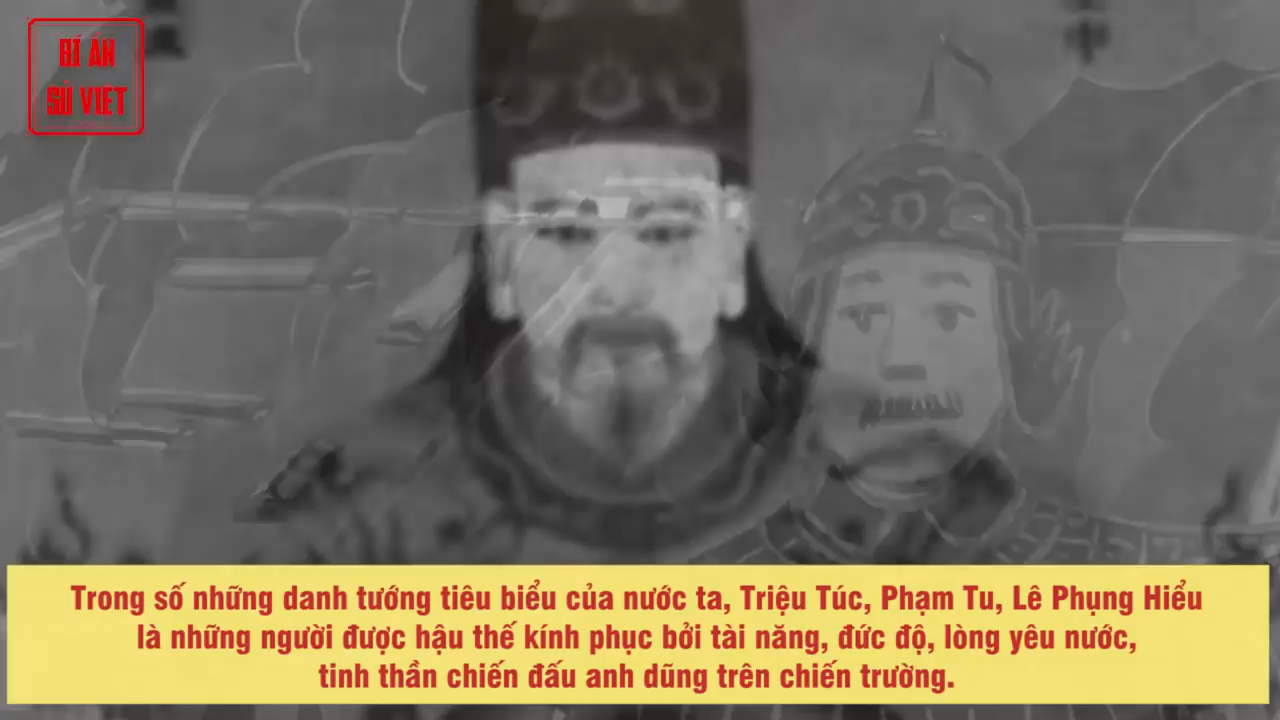 BÍ ẨN
SỬ VIỆT
Trong số những danh tướng tiêu biểu của nước ta, Triệu Túc, Phạm Tu, Lê Phụng Hiểu
là những người được hậu thế kính phục bởi tài năng, đức độ, lòng yêu nước,
tinh thần chiến đấu anh dũng trên chiến trường.